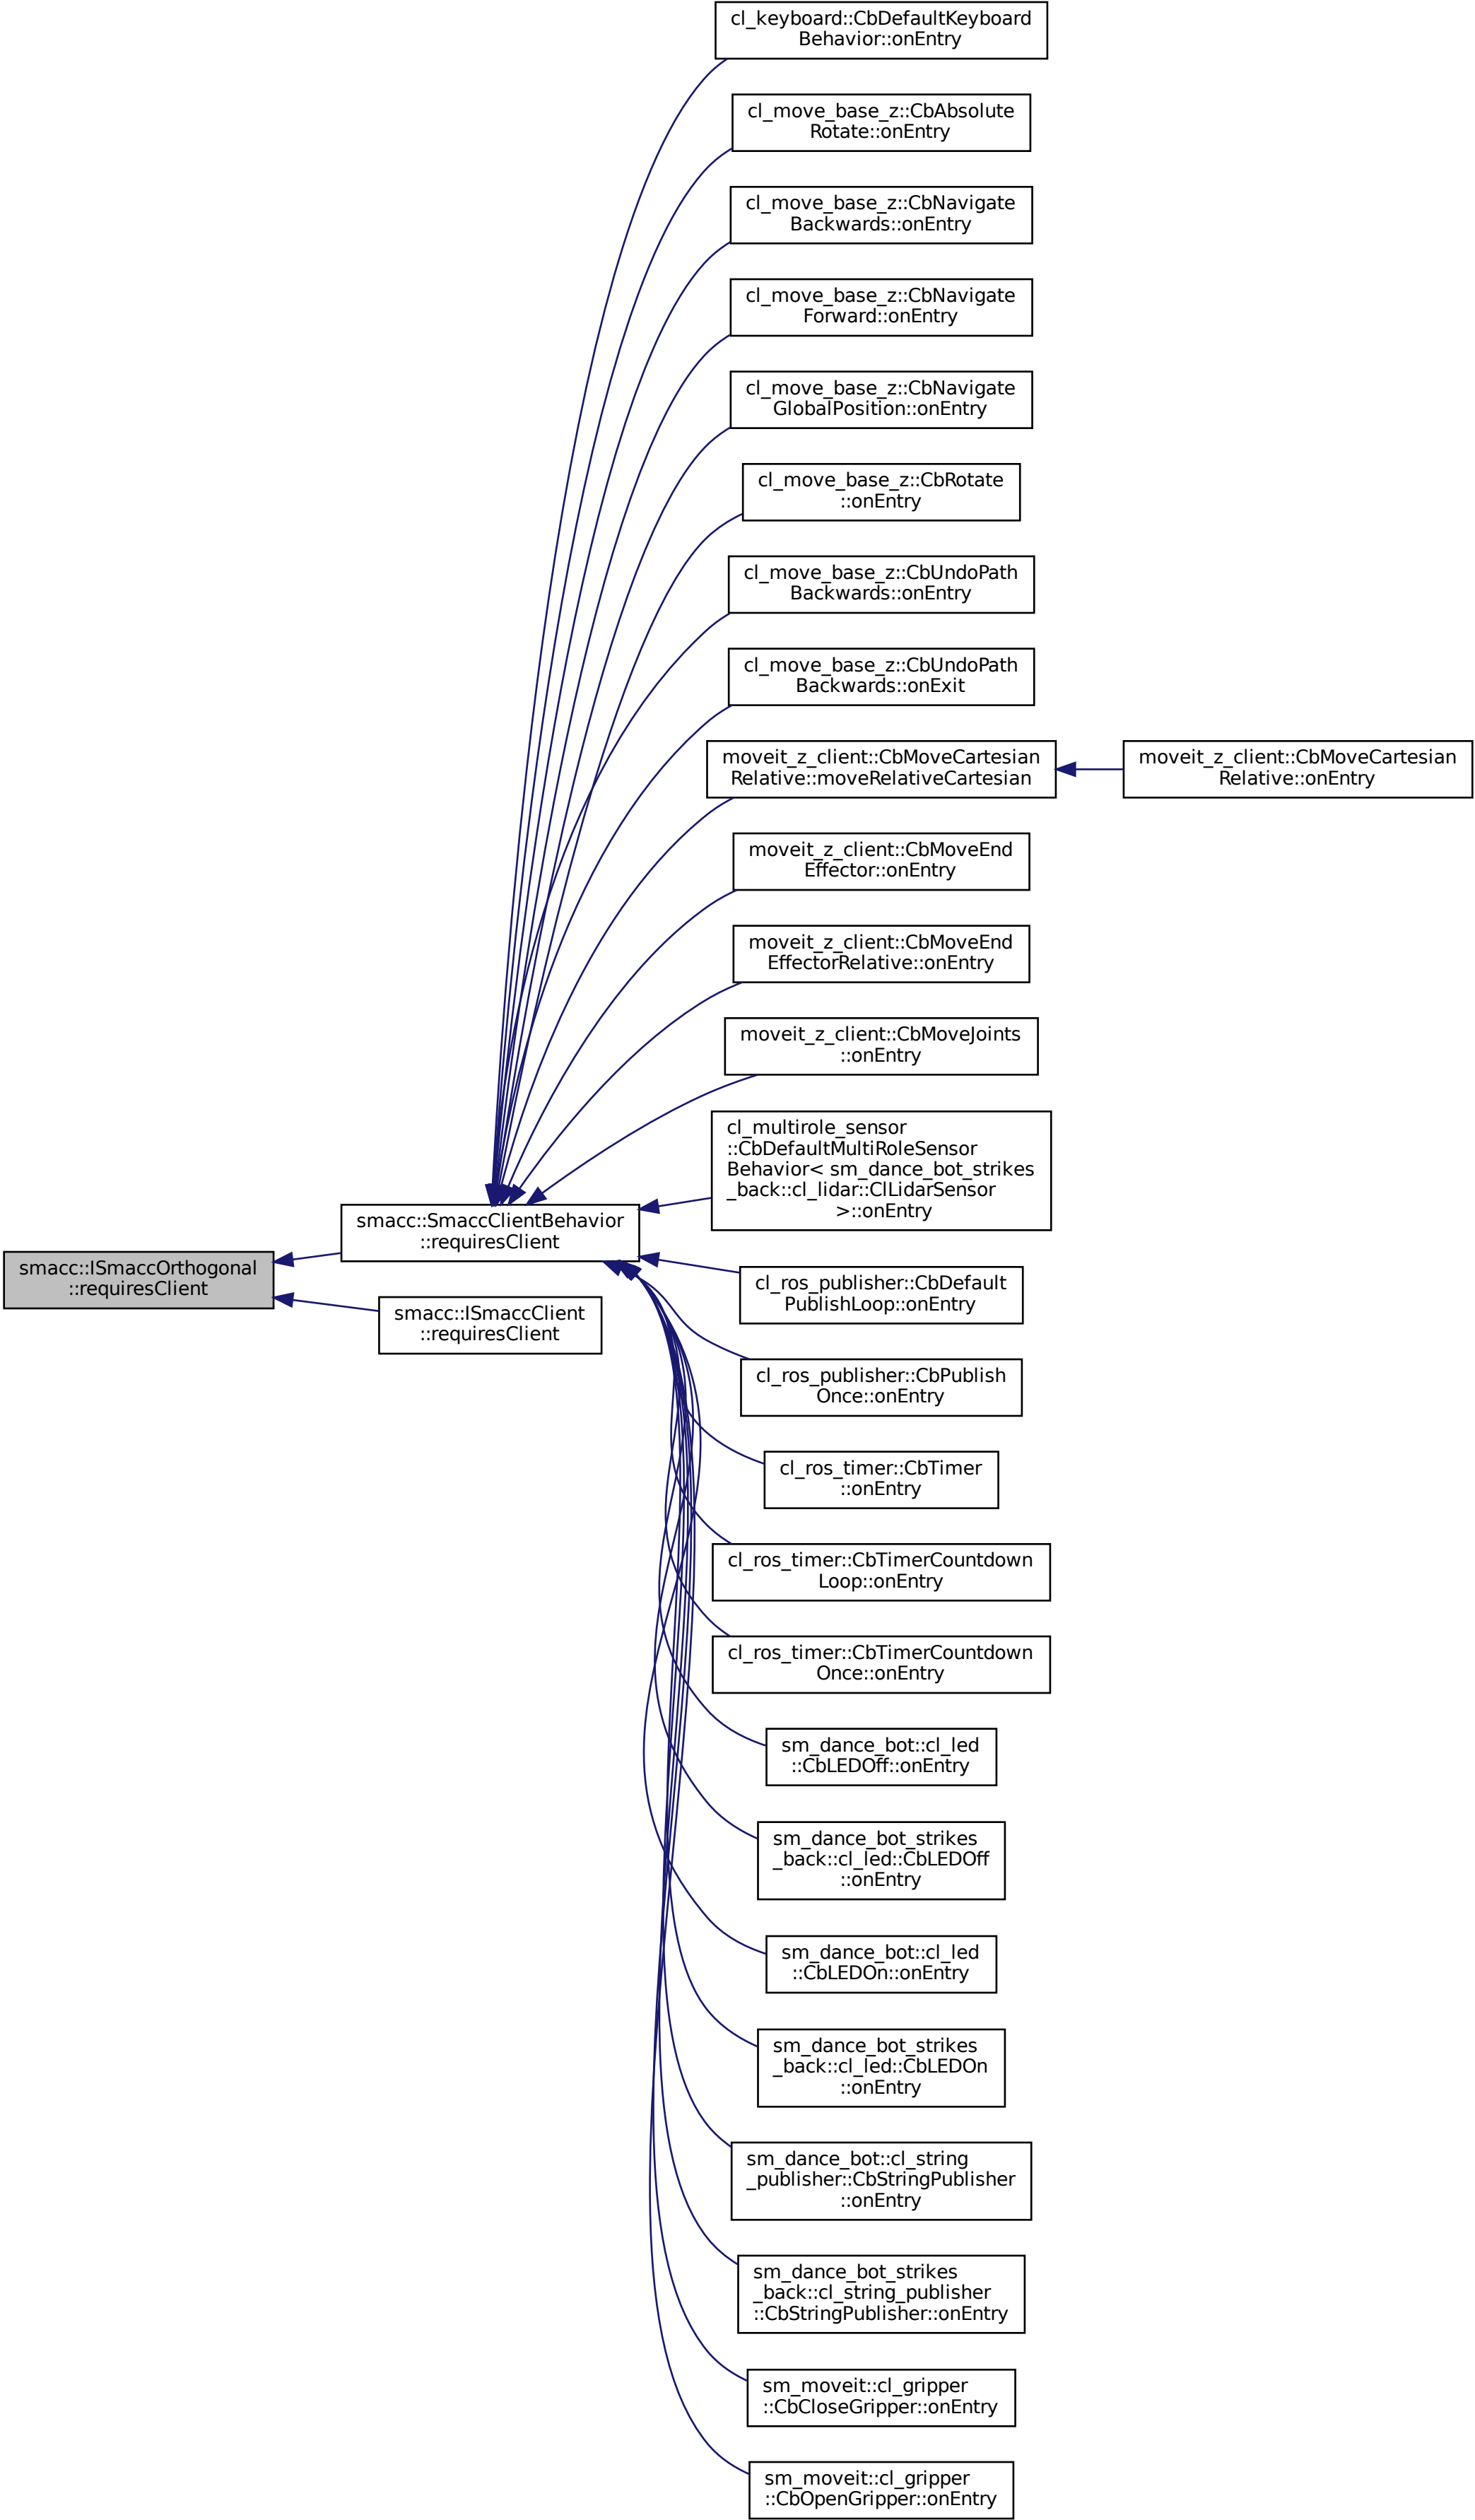 cl_keyboard::CbDefaultKeyboard
Behavior::onEntry
cl_move_base_z::CbAbsolute
Rotate::onEntry
cl_move_base_z::CbNavigate
Backwards::onEntry
cl_move_base_z::CbNavigate
Forward::onEntry
cl_move_base_z::CbNavigate
GlobalPosition::onEntry
cl_move_base_z::CbRotate
::onEntry
cl_move_base_z::CbUndoPath
Backwards::onEntry
cl_move_base_z::CbUndoPath
Backwards::onExit
moveit_z_client::CbMoveCartesian
Relative::moveRelativeCartesian
moveit_z_client::CbMoveCartesian
Relative::onEntry
moveit_z_client::CbMoveEnd
Effector::onEntry
moveit_z_client::CbMoveEnd
EffectorRelative::onEntry
moveit_z_client::CbMoveJoints
::onEntry
cl_multirole_sensor
::CbDefaultMultiRoleSensor
Behavior< sm_dance_bot_strikes
_back::cl_lidar::ClLidarSensor
>::onEntry
smacc::SmaccClientBehavior
::requiresClient
smacc::ISmaccOrthogonal
::requiresClient
smacc::ISmaccClient
::requiresClient
cl_ros_publisher::CbDefault
PublishLoop::onEntry
cl_ros_publisher::CbPublish
Once::onEntry
cl_ros_timer::CbTimer
::onEntry
cl_ros_timer::CbTimerCountdown
Loop::onEntry
cl_ros_timer::CbTimerCountdown
Once::onEntry
sm_dance_bot::cl_led
::CbLEDOff::onEntry
sm_dance_bot_strikes
_back::cl_led::CbLEDOff
::onEntry
sm_dance_bot::cl_led
::CbLEDOn::onEntry
sm_dance_bot_strikes
_back::cl_led::CbLEDOn
::onEntry
sm_dance_bot::cl_string
_publisher::CbStringPublisher
::onEntry
sm_dance_bot_strikes
_back::cl_string_publisher
::CbStringPublisher::onEntry
sm_moveit::cl_gripper
::CbCloseGripper::onEntry
sm_moveit::cl_gripper
::CbOpenGripper::onEntry